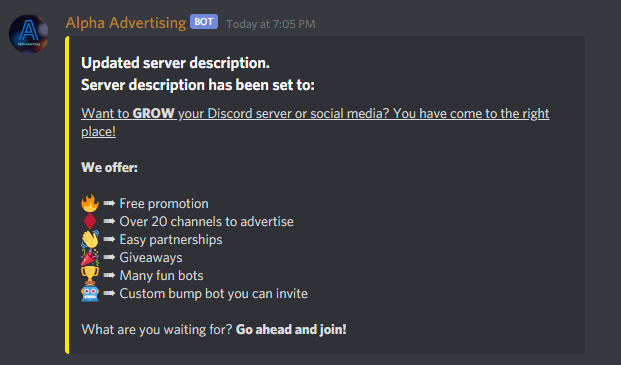 Alpha Advertising BOT Today at 7:05 PM
Updated server description.
Server description has been set to:
Want to GROW your Discord server or social media? You have come to the right
place!
We offer:
🔥 ➡ Free promotion
♦️ ➡ Over 20 channels to advertise
👋 ➡ Easy partnerships
🎉 ➡ Giveaways
🏆 ➡ Many fun bots
🤖 ➡ Custom bump bot you can invite
What are you waiting for? Go ahead and join!